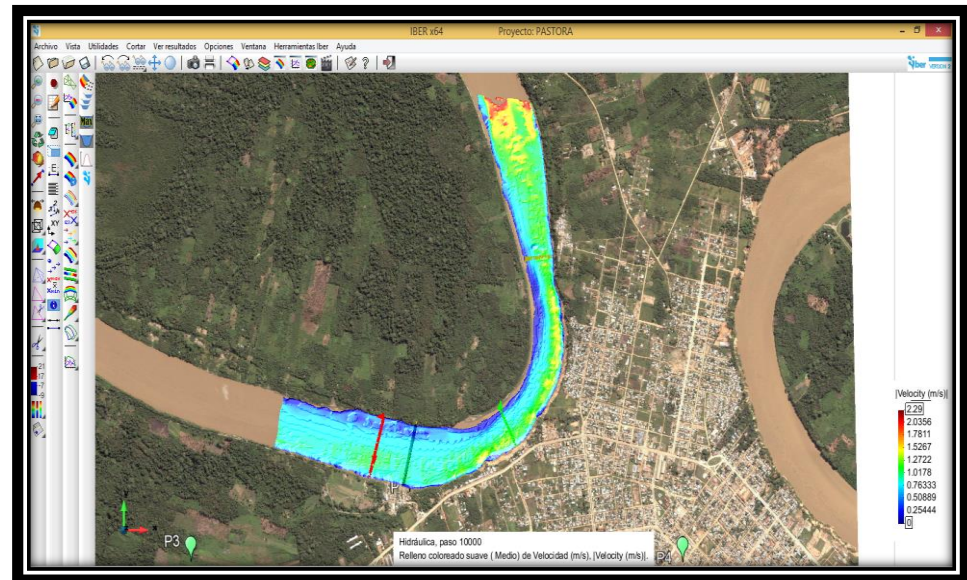 IBER x64 Proyecto: PASTORA
Archivo Vista Utilidades Cortar Ver resultados Opciones Ventana Herramientas Iber Ayuda
Iber
|Velocity (m/s)|
2.29
2.0356
1.7811
1.5267
1.2722
1.0178
0.76333
0.50889
0.25444
0
P3
P4
Hidráulica, paso 10000
Relleno coloreado suave ( Medio) de Velocidad (m/s), |Velocity (m/s)|.